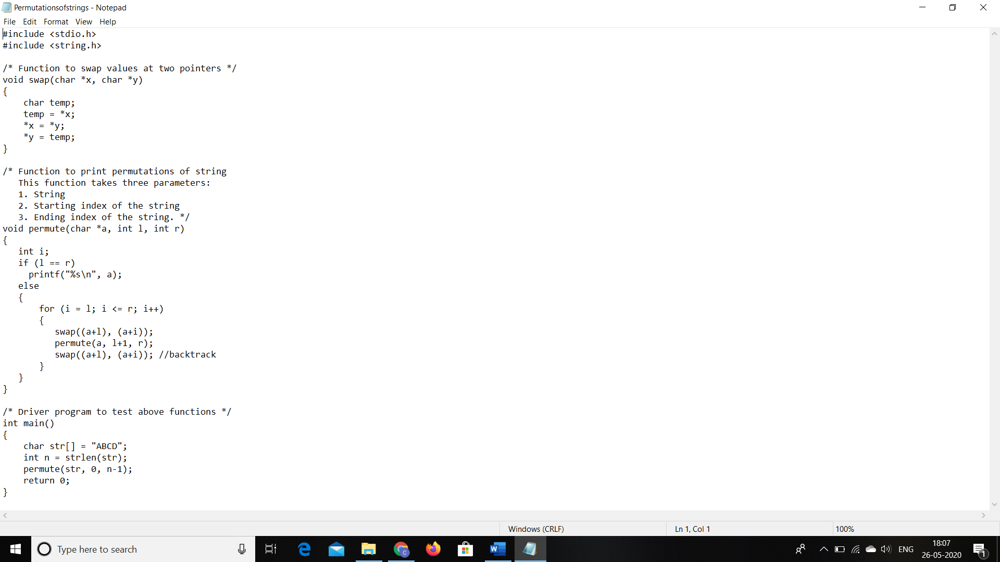 Permutationsofstrings - Notepad
File Edit Format View Help
#include <stdio.h>
#include <string.h>

/* Function to swap values at two pointers */
void swap(char *x, char *y)
{
    char temp;
    temp = *x;
    *x = *y;
    *y = temp;
}

/* Function to print permutations of string
   This function takes three parameters:
   1. String
   2. Starting index of the string
   3. Ending index of the string. */
void permute(char *a, int l, int r)
{
   int i;
   if (l == r)
     printf("%s\n", a);
   else
   {
       for (i = l; i <= r; i++)
       {
          swap((a+l), (a+i));
          permute(a, l+1, r);
          swap((a+l), (a+i)); //backtrack
       }
   }
}

/* Driver program to test above functions */
int main()
{
    char str[] = "ABCD";
    int n = strlen(str);
    permute(str, 0, n-1);
    return 0;
}
Windows (CRLF) Ln 1, Col 1 100%
Type here to search
C
W
ENG
18:07
26-05-2020
1